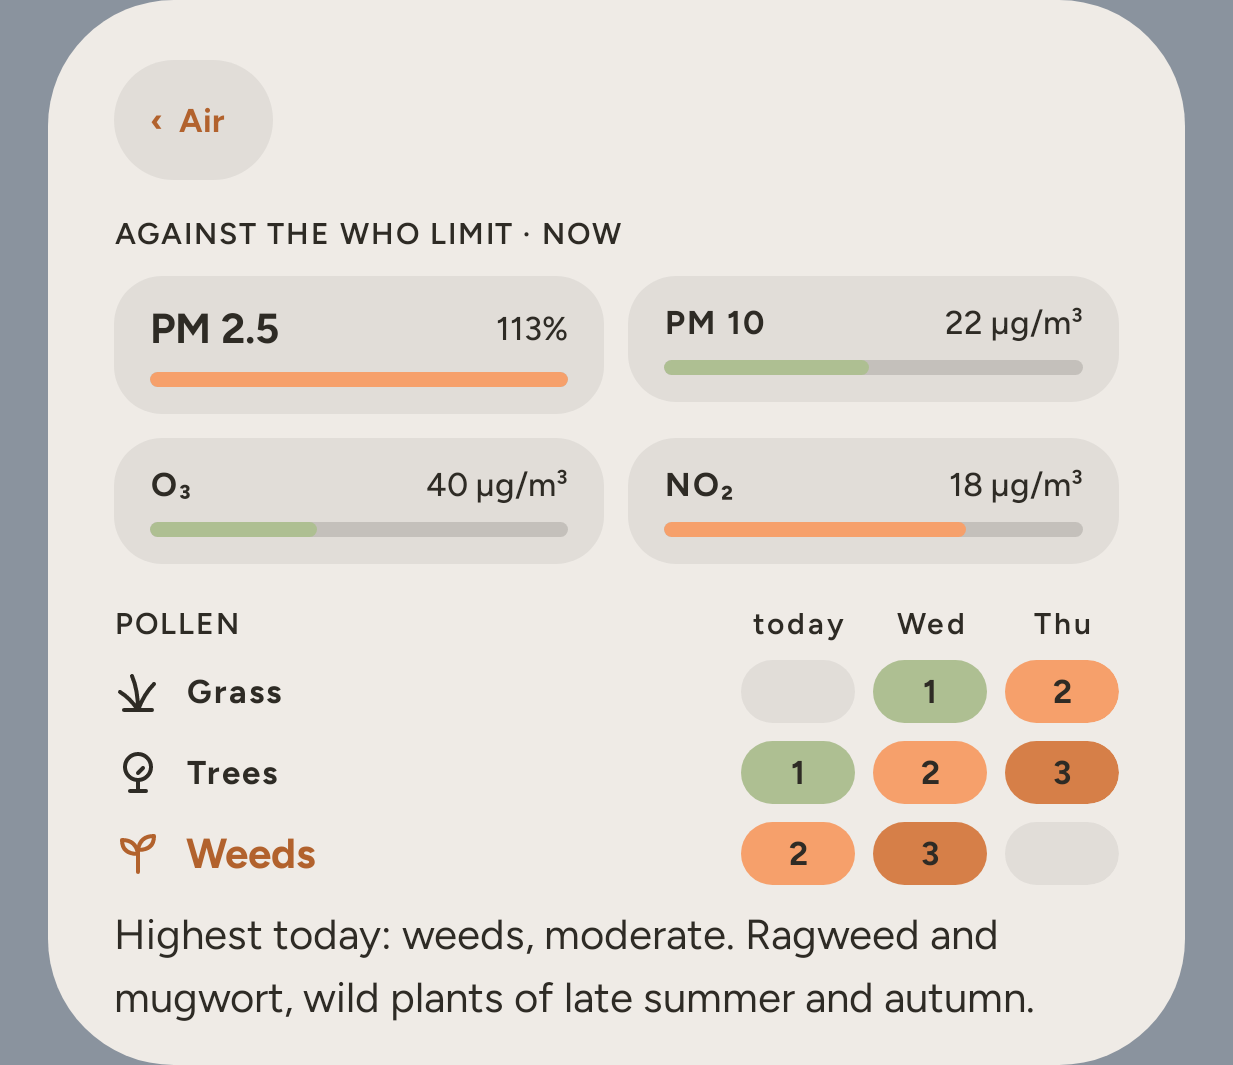 ‹ Air
AGAINST THE WHO LIMIT · NOW
PM 2.5 113%
PM 10 22 µg/m³
O₃ 40 µg/m³
NO₂ 18 µg/m³
POLLEN today Wed Thu
Grass 1 2
Trees 1 2 3
Weeds 2 3
Highest today: weeds, moderate. Ragweed and
mugwort, wild plants of late summer and autumn.